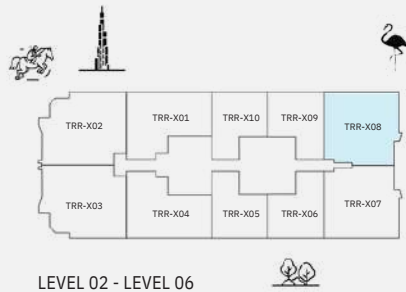 TRR-X02
TRR-X01
TRR-X10
TRR-X09
TRR-X08
TRR-X03
TRR-X04
TRR-X05
TRR-X06
TRR-X07
LEVEL 02 - LEVEL 06